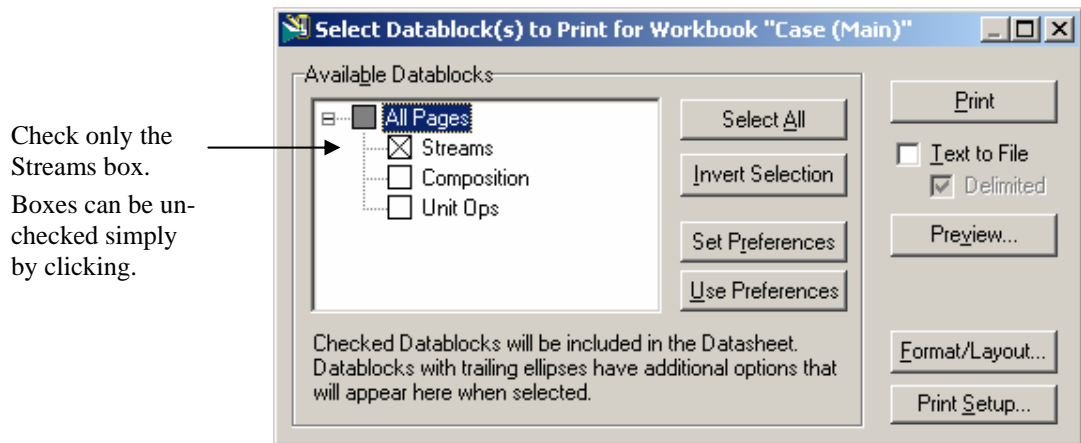 Select Datablock(s) to Print for Workbook "Case (Main)"
Check only the
Streams box.
Boxes can be un-
checked simply
by clicking.
Available Datablocks
All Pages
Streams
Composition
Unit Ops
Select All
Invert Selection
Set Preferences
Use Preferences
Checked Datablocks will be included in the Datasheet.
Datablocks with trailing ellipses have additional options that
will appear here when selected.
Print
Text to File
Delimited
Preview...
Format/Layout...
Print Setup...